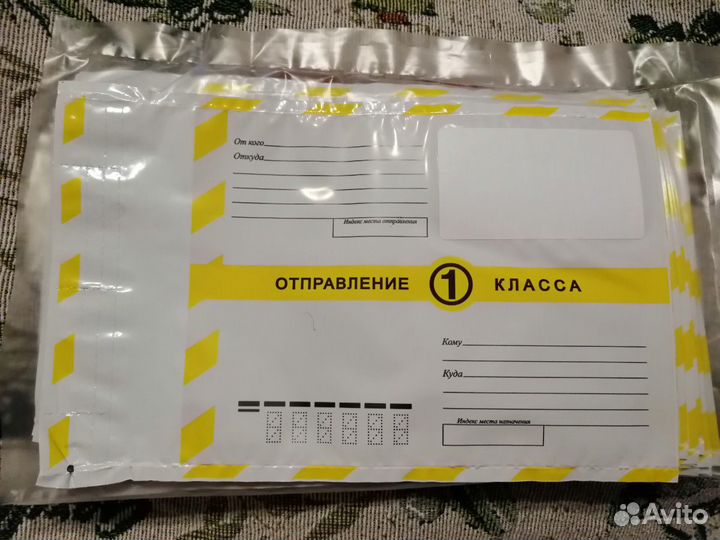 От кого
Откуда
Индекс места отправления
ОТПРАВЛЕНИЕ 1 КЛАССА
Кому
Куда
Индекс места назначения
Avito